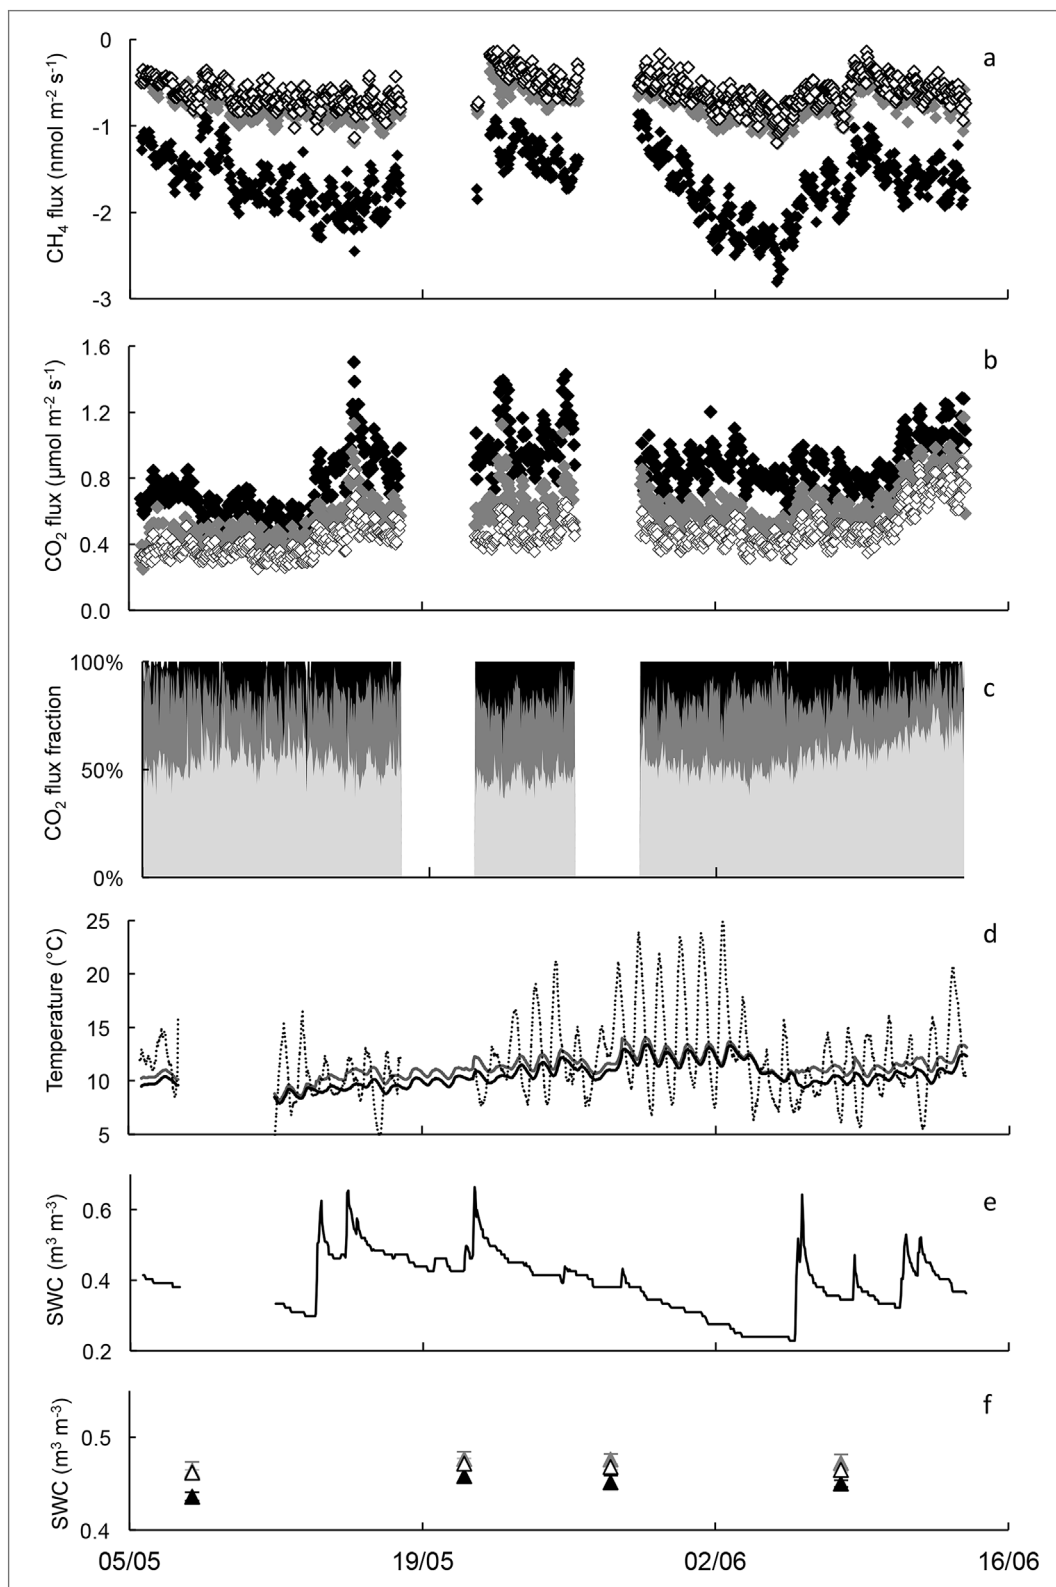 a
CH4 flux (nmol m-2 s-1)
0
-1
-2
-3
b
CO2 flux (µmol m-2 s-1)
1.6
1.2
0.8
0.4
0.0
c
CO2 flux fraction
100%
50%
0%
d
Temperature (°C)
25
20
15
10
5
e
SWC (m3 m-3)
0.6
0.4
0.2
f
SWC (m3 m-3)
0.5
0.4
05/05 19/05 02/06 16/06